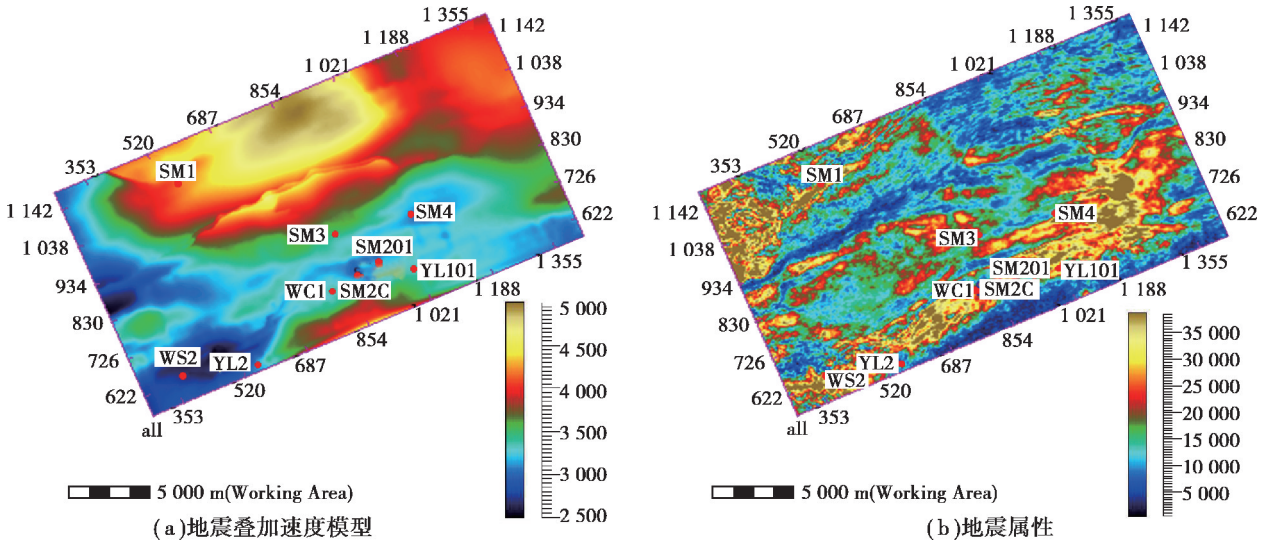 1 355
1 142
1 188
1 038
1 021
934
854
830
687
726
520
622
353
SM1
1 142
SM4
SM3
1 038
SM201
YL101
1 355
934
WC1
SM2C
1 188
830
1 021
854
726
WS2
YL2
687
622
520
353
all
5 000
4 500
4 000
3 500
3 000
2 500
5 000 m(Working Area)
(a)地震叠加速度模型
1 355
1 142
1 188
1 038
1 021
934
854
830
687
726
520
622
353
SM1
1 142
SM4
SM3
1 038
SM201
YL101
1 355
934
WC1
SM2C
1 188
830
1 021
854
726
YL2
687
WS2
622
520
353
all
35 000
30 000
25 000
20 000
15 000
10 000
5 000
5 000 m(Working Area)
(b)地震属性